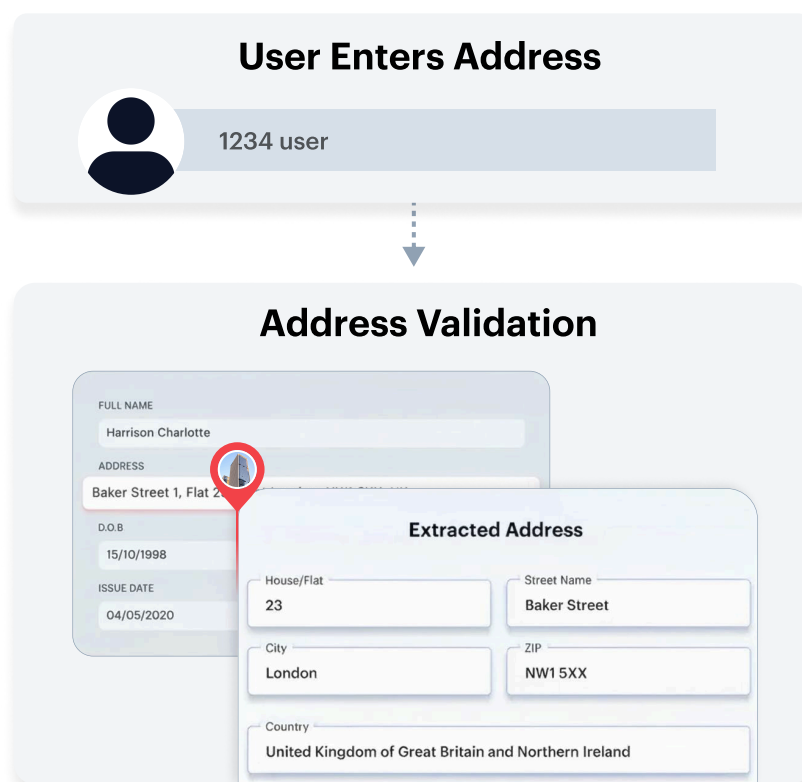 User Enters Address
1234 user
Address Validation
FULL NAME
Harrison Charlotte
ADDRESS
Baker Street 1, Flat 2
D.O.B
15/10/1998
ISSUE DATE
04/05/2020
Extracted Address
House/Flat
23
Street Name
Baker Street
City
London
ZIP
NW1 5XX
Country
United Kingdom of Great Britain and Northern Ireland